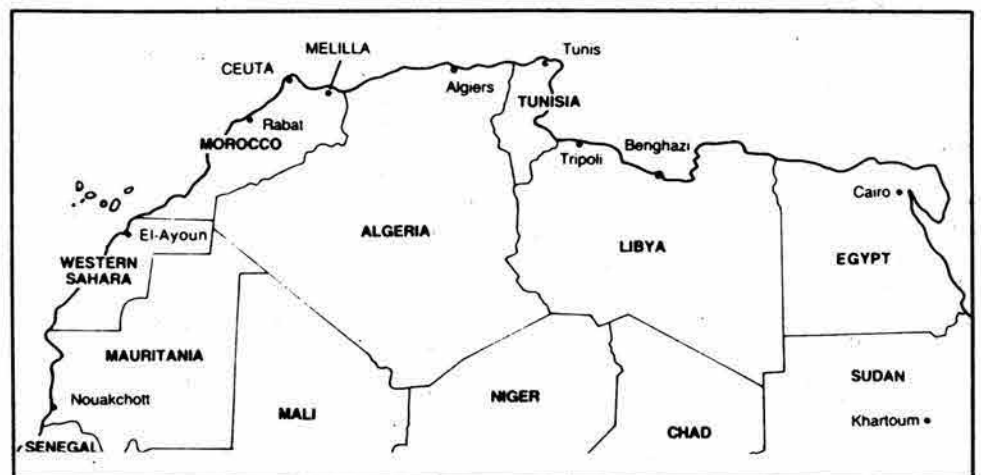 MELILLA
Tunis
CEUTA
Algiers
TUNISIA
Rabat
MOROCCO
Tripoli
Benghazi
Cairo
El-Ayoun
ALGERIA
LIBYA
EGYPT
WESTERN
SAHARA
MAURITANIA
SUDAN
Nouakchott
NIGER
MALI
Khartoum
CHAD
SENEGAL